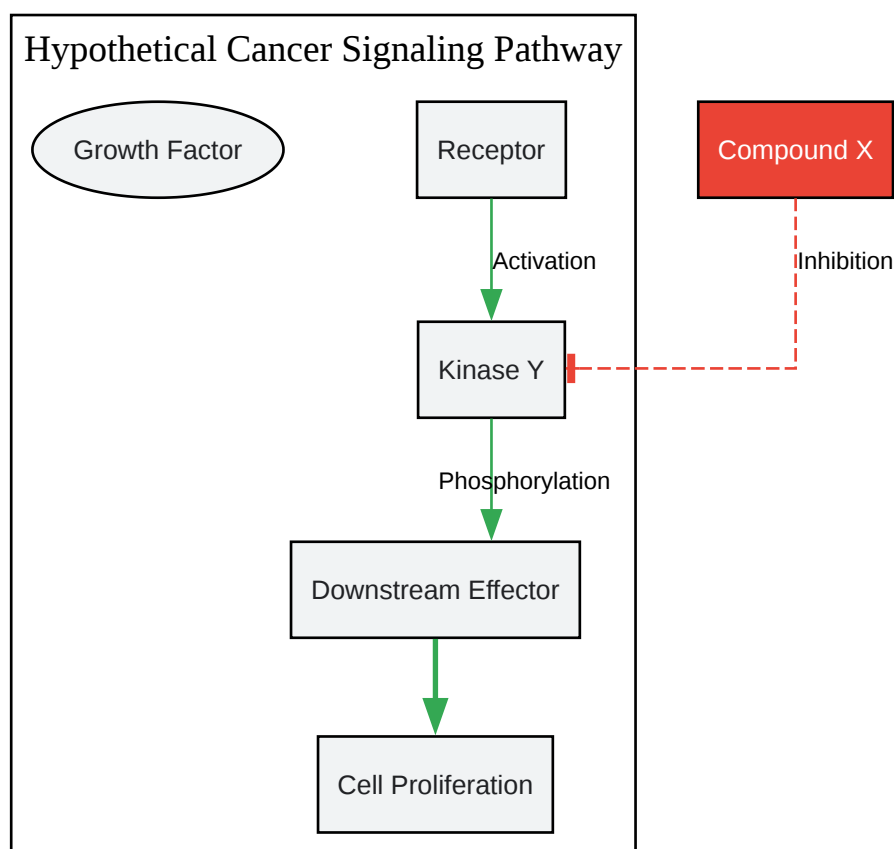 Hypothetical Cancer Signaling Pathway
Growth Factor
Receptor
Compound X
Activation
Inhibition
Kinase Y
Phosphorylation
Downstream Effector
Cell Proliferation